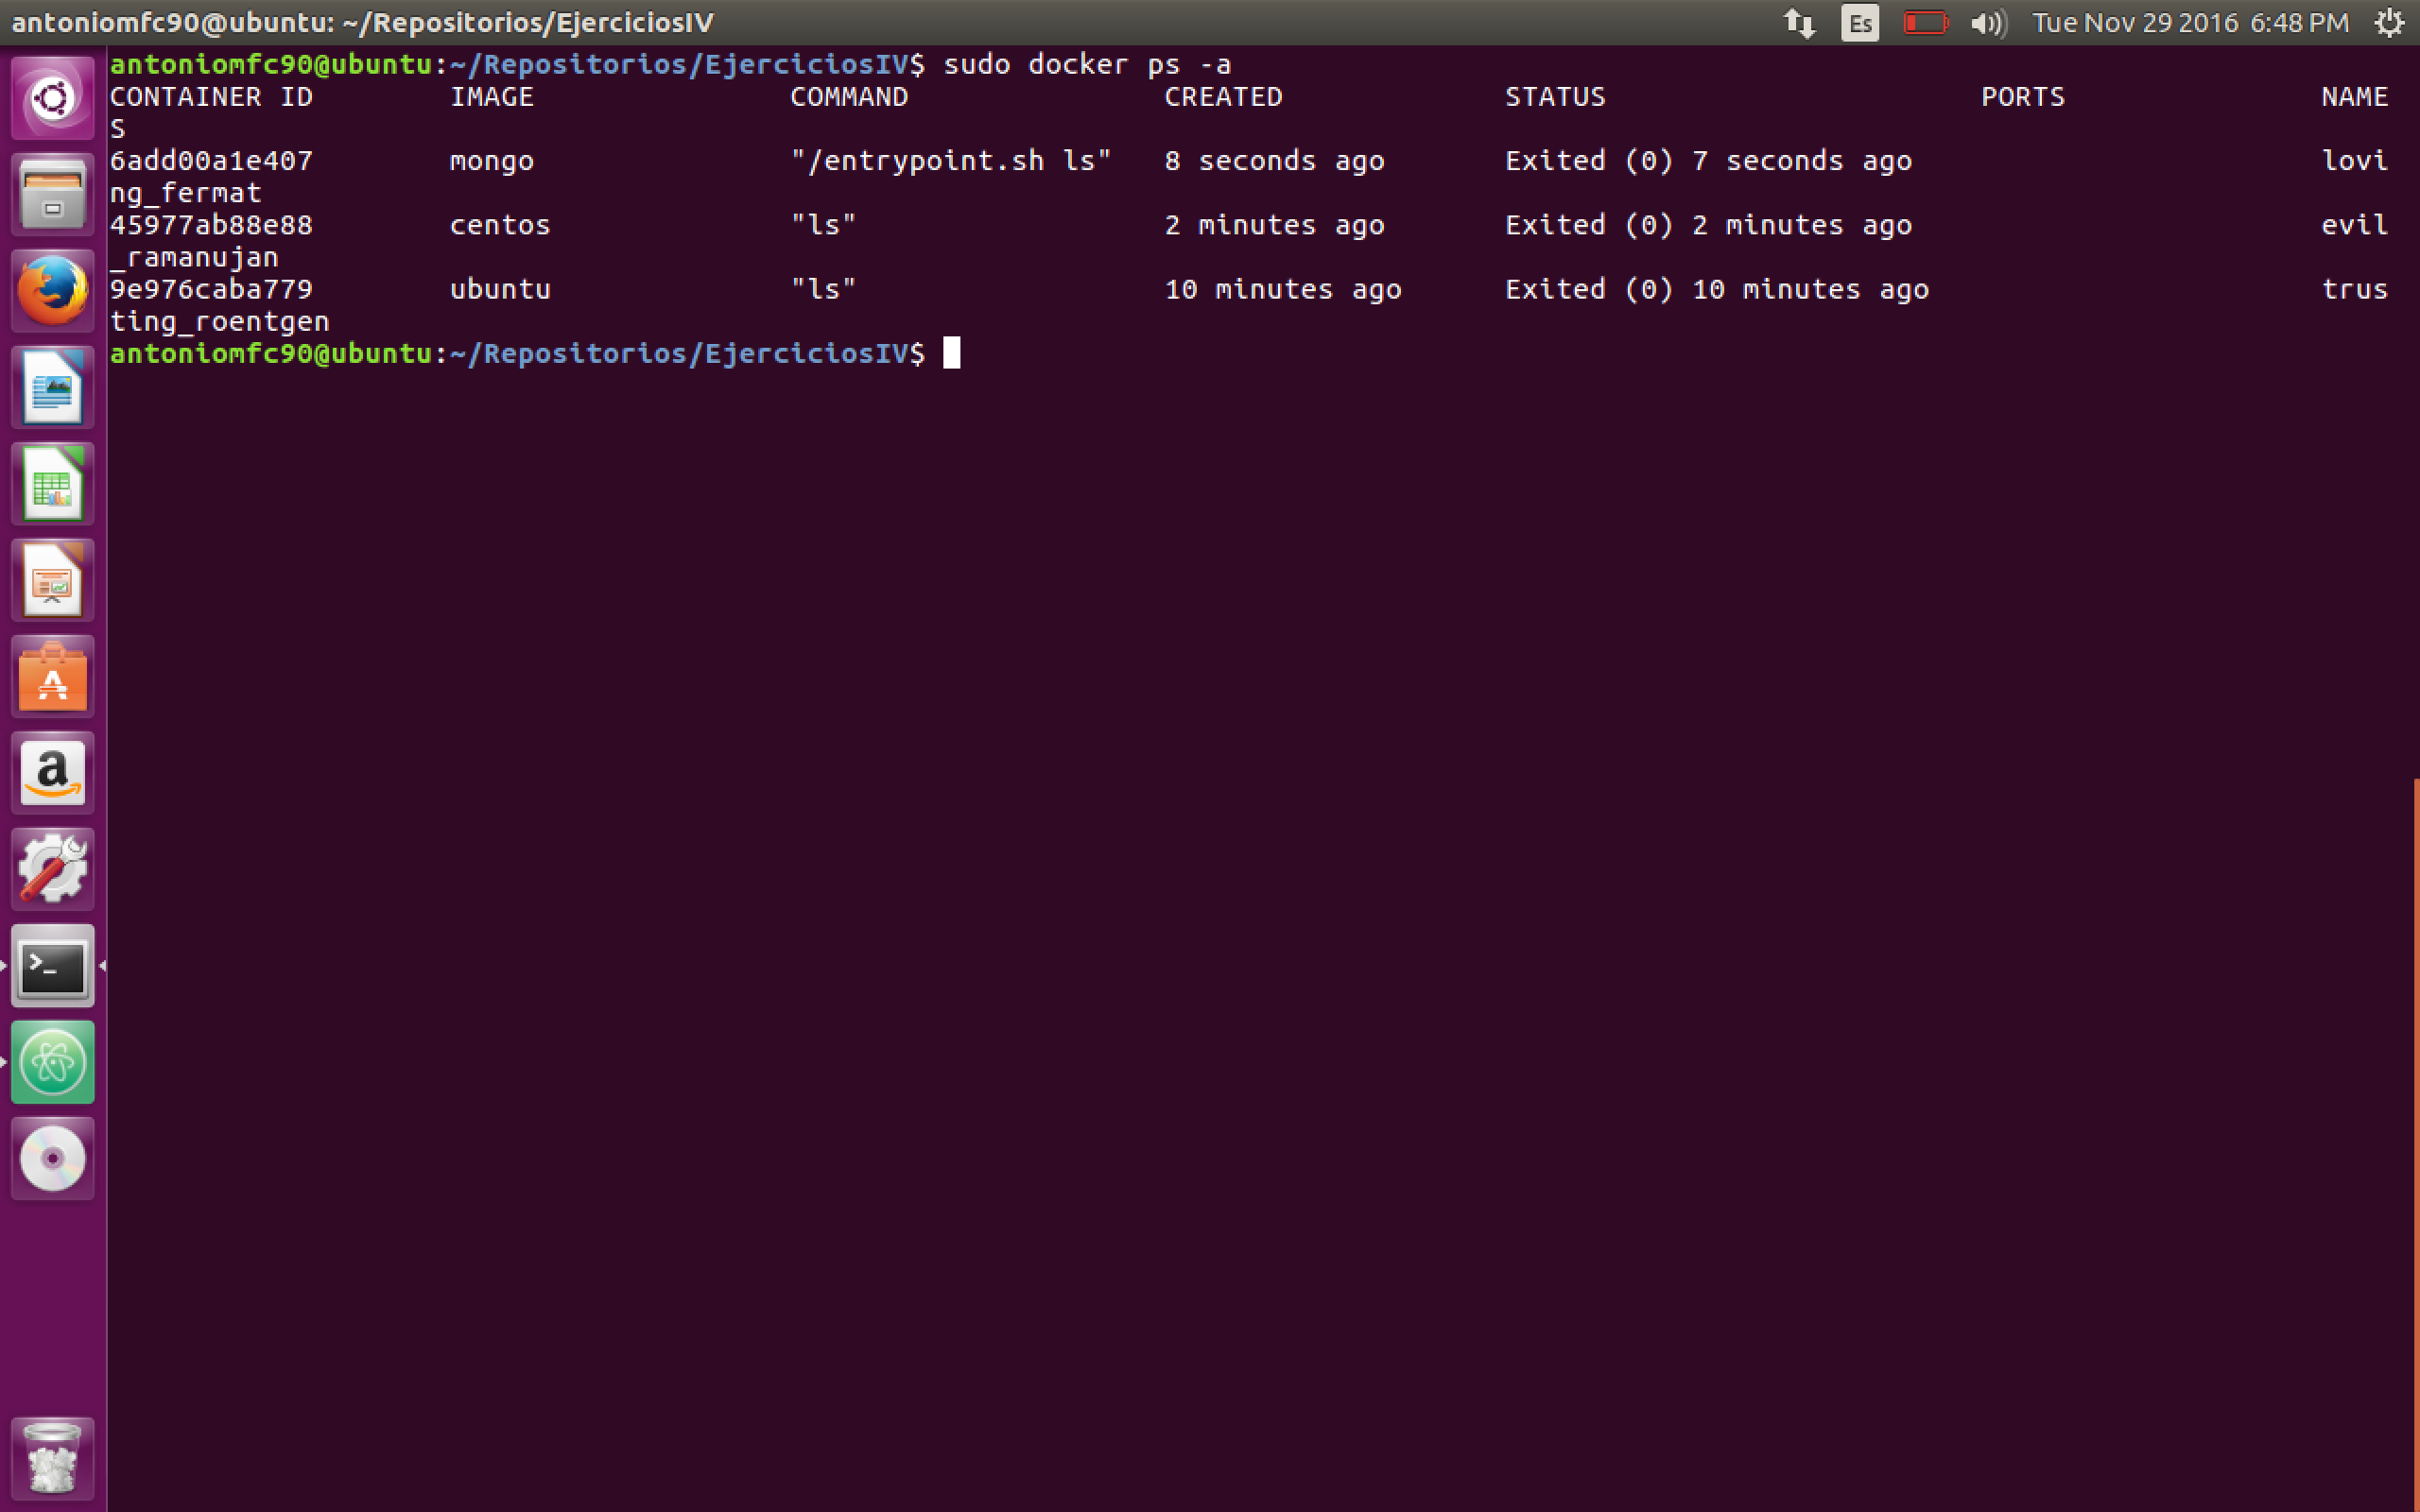 antoniomfc90@ubuntu: ~/Repositorios/EjerciciosIV Es Tue Nov 29 2016 6:48 PM
antoniomfc90@ubuntu:~/Repositorios/EjerciciosIV$ sudo docker ps -a
CONTAINER ID IMAGE COMMAND CREATED STATUS PORTS NAME
S
6add00a1e407 mongo "/entrypoint.sh ls" 8 seconds ago Exited (0) 7 seconds ago lovi
ng_fermat
45977ab88e88 centos "ls" 2 minutes ago Exited (0) 2 minutes ago evil
_ramanujan
9e976caba779 ubuntu "ls" 10 minutes ago Exited (0) 10 minutes ago trus
ting_roentgen
antoniomfc90@ubuntu:~/Repositorios/EjerciciosIV$